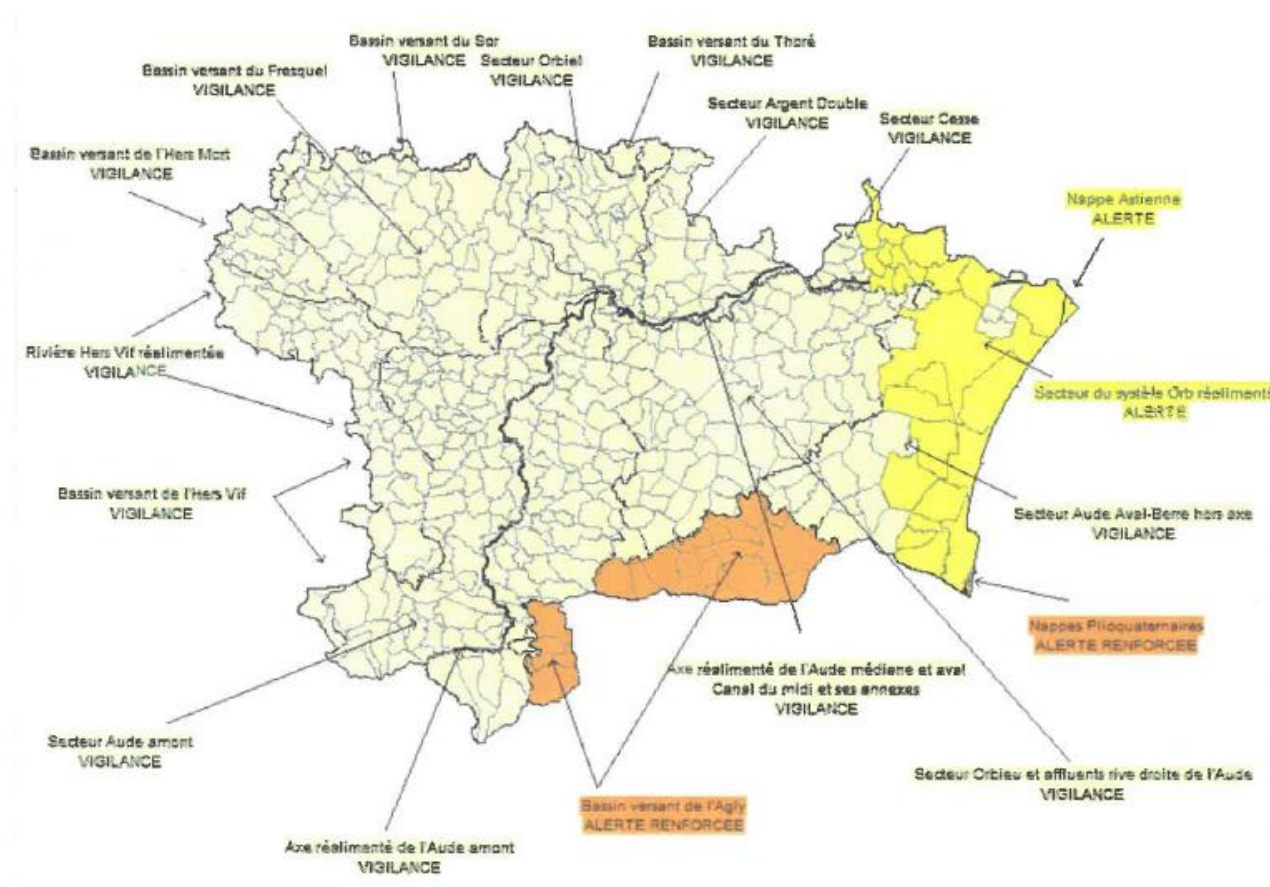 Bassin versant du Sor
VIGILANCE
Bassin versant du Thoré
VIGILANCE
Secteur Orbiel
VIGILANCE
Bassin versant du Fresquel
VIGILANCE
Secteur Argent Double
VIGILANCE
Secteur Cesse
VIGILANCE
Bassin versant de l'Hers Mort
VIGILANCE
Nappe Astienne
ALERTE
Rivière Hers Vif réalimentée
VIGILANCE
Secteur du système Orb réalimenté
ALERTE
Bassin versant de l'Hers Vif
VIGILANCE
Secteur Aude Aval-Berre hors axe
VIGILANCE
Nappes Plioquaternaires
ALERTE RENFORCEE
Axe réalimenté de l'Aude médiane et aval
Canal du midi et ses annexes
VIGILANCE
Secteur Aude amont
VIGILANCE
Secteur Orbieu et affluents rive droite de l'Aude
VIGILANCE
Bassin versant de l'Agly
ALERTE RENFORCEE
Axe réalimenté de l'Aude amont
VIGILANCE